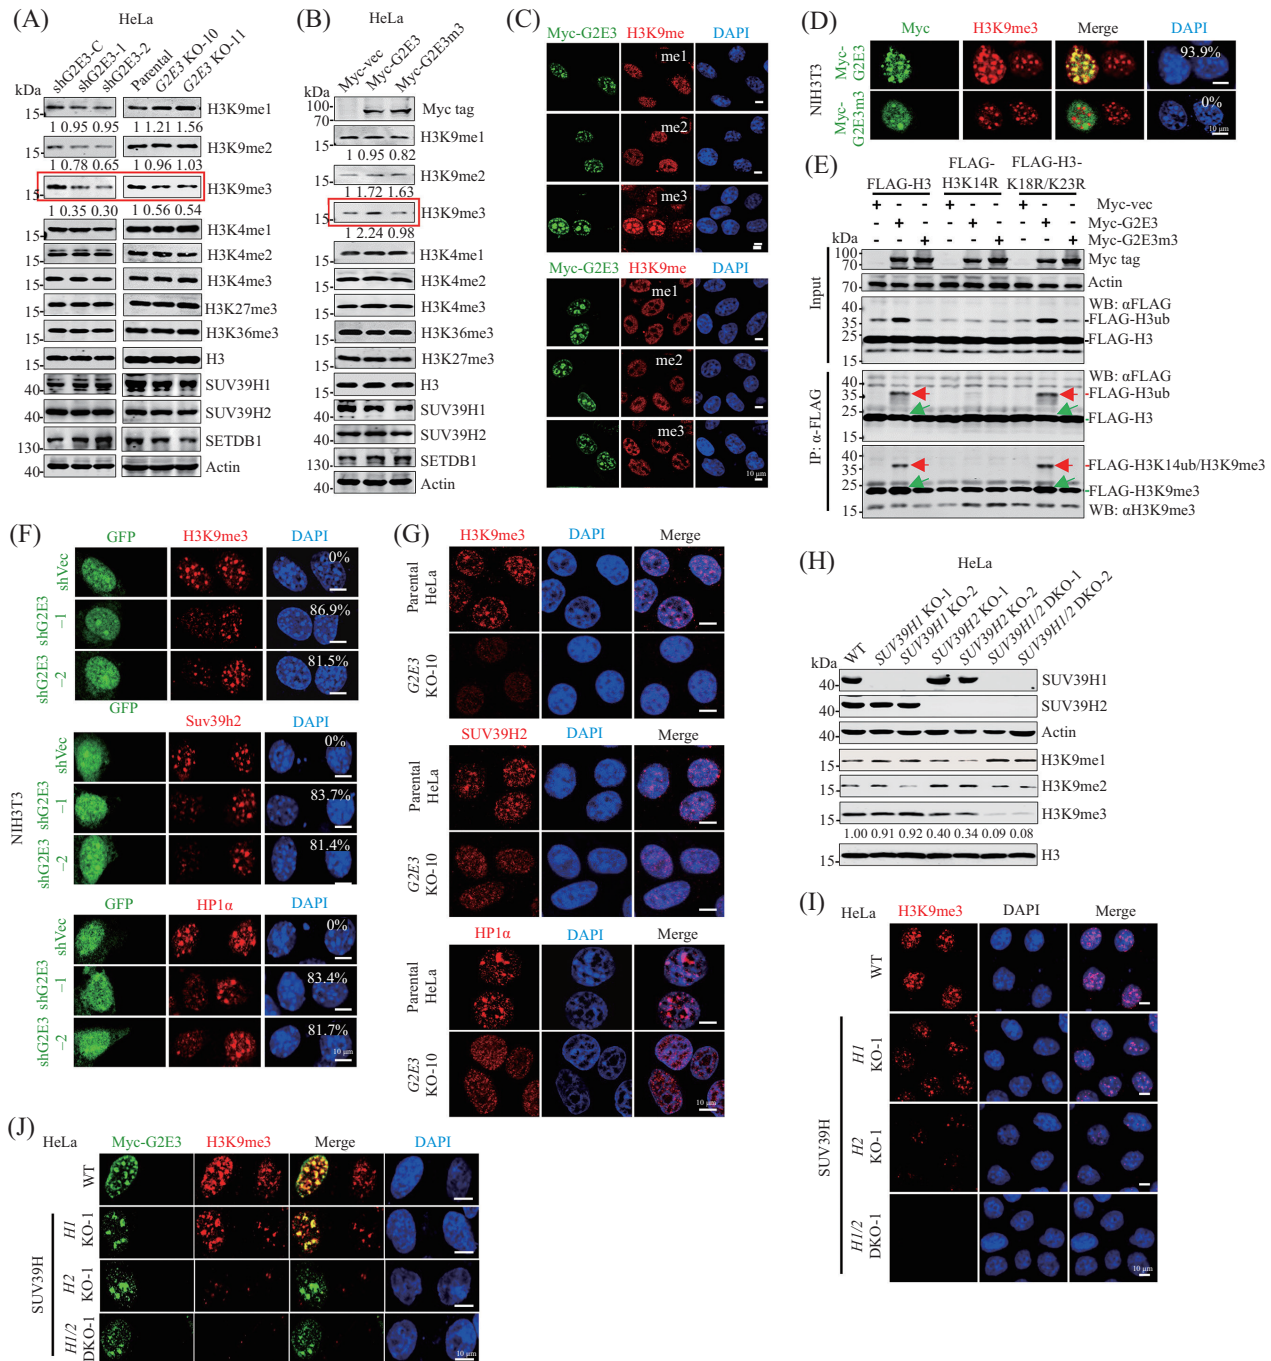 (A)
HeLa
shG2E3-C
shG2E3-1
shG2E3-2
Parental
G2E3 KO-10
G2E3 KO-11
kDa
15
H3K9me1
1 0.95 0.95 1 1.21 1.56
15
H3K9me2
1 0.78 0.65 1 0.96 1.03
15
H3K9me3
1 0.35 0.30 1 0.56 0.54
15
H3K4me1
15
H3K4me2
15
H3K4me3
15
H3K27me3
15
H3K36me3
15
H3
40
SUV39H1
40
SUV39H2
130
SETDB1
40
Actin
(B)
HeLa
Myc-vec
Myc-G2E3
Myc-G2E3m3
kDa
100
70
Myc tag
15
H3K9me1
1 0.95 0.82
15
H3K9me2
1 1.72 1.63
15
H3K9me3
1 2.24 0.98
15
H3K4me1
15
H3K4me2
15
H3K4me3
15
H3K36me3
15
H3K27me3
15
H3
40
SUV39H1
40
SUV39H2
130
SETDB1
40
Actin
(C)
Myc-G2E3 H3K9me DAPI
me1
me2
me3
Myc-G2E3 H3K9me DAPI
me1
me2
me3
10 μm
(D)
Myc H3K9me3 Merge DAPI
NIH3T3
Myc-G2E3
93.9%
Myc-G2E3m3
0%
10 μm
(E)
FLAG-H3
FLAG-H3K14R
FLAG-H3-K18R/K23R
+ - - + - - + - - Myc-vec
- + - - + - - + - Myc-G2E3
- - + - - + - - + Myc-G2E3m3
kDa
Input
100
70
Myc tag
40
Actin
WB: αFLAG
45
35
FLAG-H3ub
25
FLAG-H3
15
IP: α-FLAG
WB: αFLAG
45
35
FLAG-H3ub
25
FLAG-H3
15
45
35
FLAG-H3K14ub/H3K9me3
25
FLAG-H3K9me3
15
WB: αH3K9me3
(F)
NIH3T3
GFP H3K9me3 DAPI
shVec
0%
shG2E3 -1
86.9%
shG2E3 -2
81.5%
GFP Suv39h2 DAPI
shVec
0%
shG2E3 -1
83.7%
shG2E3 -2
81.4%
GFP HP1α DAPI
shVec
0%
shG2E3 -1
83.4%
shG2E3 -2
81.7%
10 μm
(G)
H3K9me3 DAPI Merge
Parental HeLa
G2E3 KO-10
SUV39H2 DAPI Merge
Parental HeLa
G2E3 KO-10
HP1α DAPI Merge
Parental HeLa
G2E3 KO-10
10 μm
(H)
HeLa
WT
SUV39H1 KO-1
SUV39H1 KO-2
SUV39H2 KO-1
SUV39H2 KO-2
SUV39H1/2 DKO-1
SUV39H1/2 DKO-2
kDa
40
SUV39H1
40
SUV39H2
40
Actin
15
H3K9me1
15
H3K9me2
15
H3K9me3
1.00 0.91 0.92 0.40 0.34 0.09 0.08
15
H3
(I)
HeLa H3K9me3 DAPI Merge
WT
SUV39H
H1 KO-1
H2 KO-1
H1/2 DKO-1
10 μm
(J)
HeLa Myc-G2E3 H3K9me3 Merge DAPI
WT
SUV39H
H1 KO-1
H2 KO-1
H1/2 DKO-1
10 μm